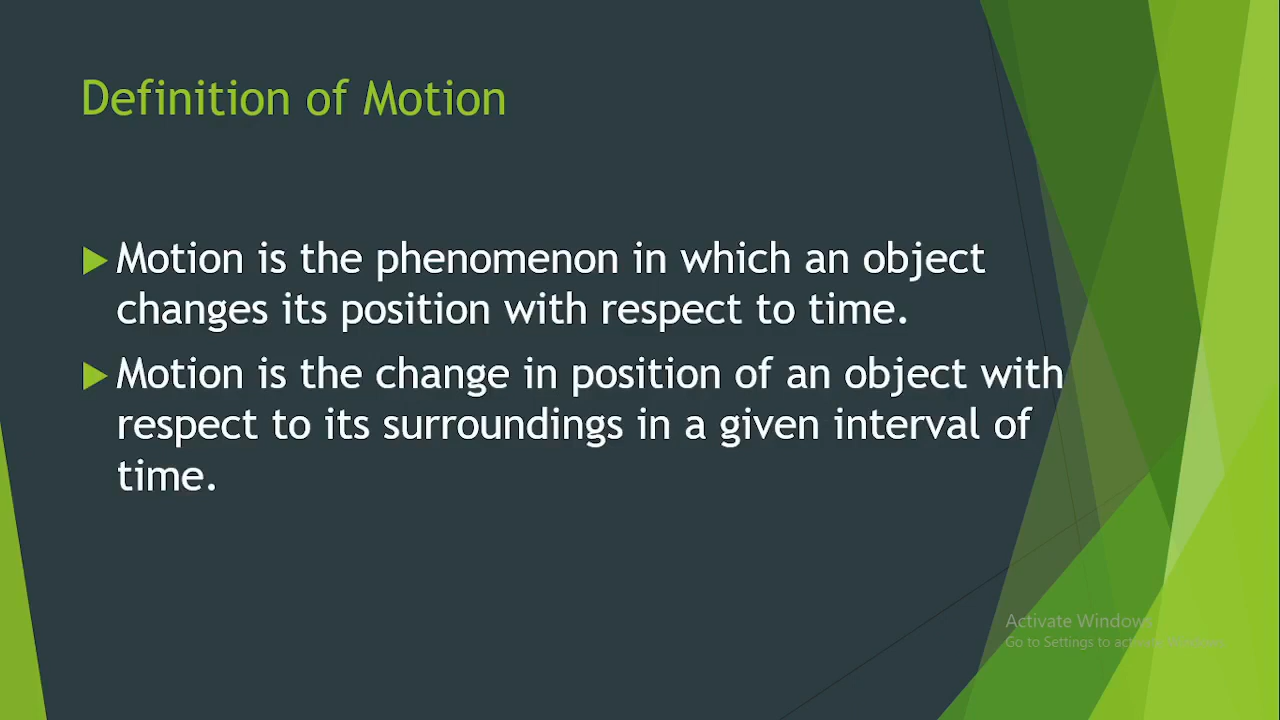 Definition of Motion
Motion is the phenomenon in which an object
changes its position with respect to time.
Motion is the change in position of an object with
respect to its surroundings in a given interval of
time.
Activate Windows
Go to Settings to activate Windows.